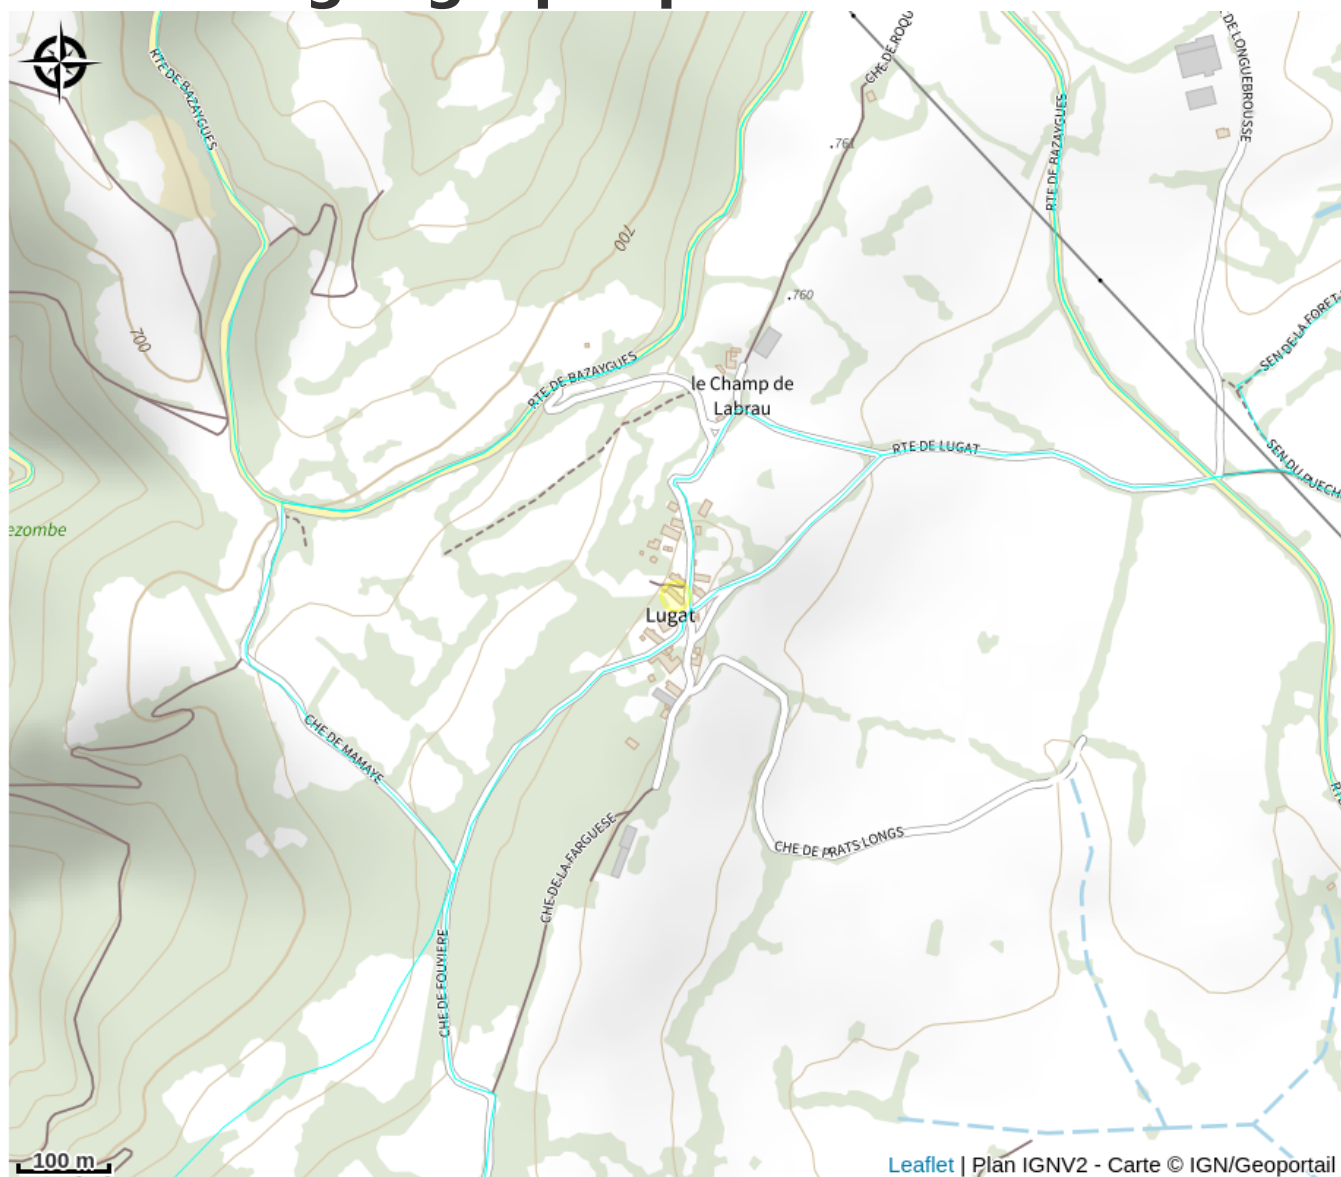 RTE DE BAZAYGUES
CHE DE ROQU
DE LONGUEBROUSSE
RTE DE BAZAYGUES
.761
700
.760
SEN DE LA FORET
700
RTE DE BAZAYGUES
le Champ de
Labrau
RTE DE LUGAT
SEN DU PUECH
ezombe
Lugat
CHE DE MAMAYE
RTE
CHE DE LA FARGUESE
CHE DE PRATS LONGS
CHE DE FOUVIERE
100 m
Leaflet | Plan IGNV2 - Carte © IGN/Geoportail